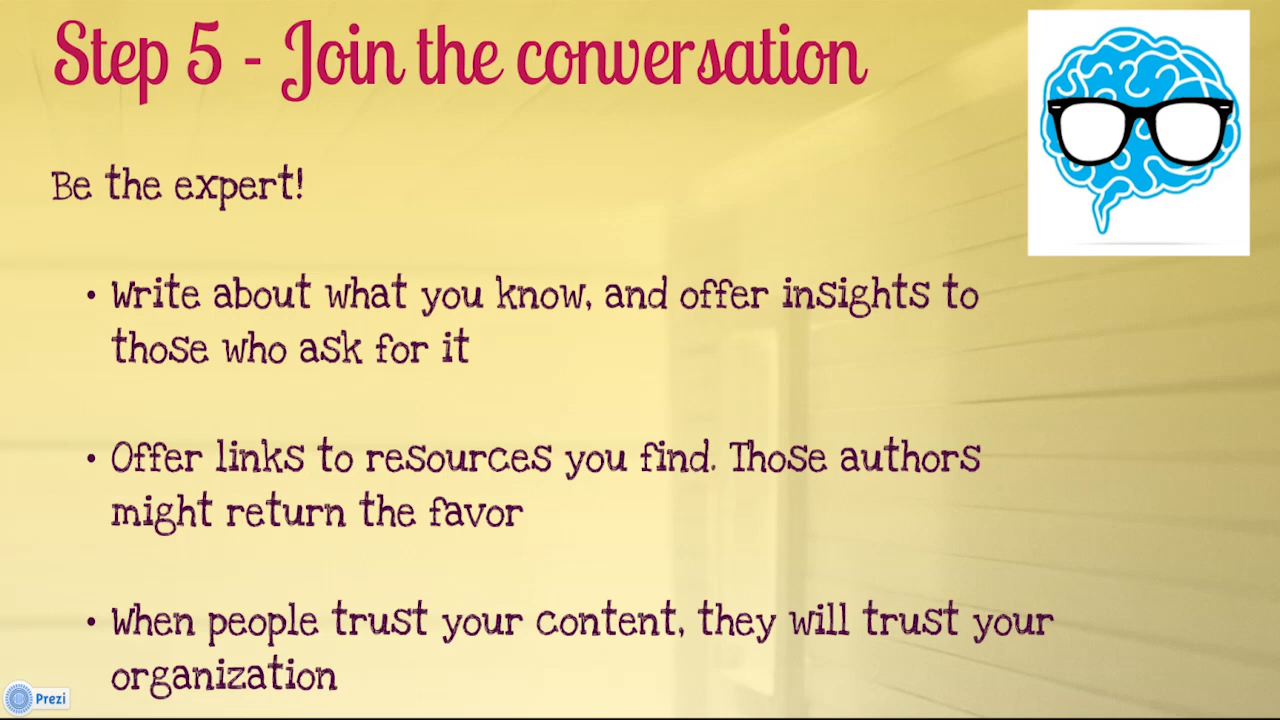 Step 5 - Join the conversation
Be the expert!
• Write about what you know, and offer insights to
those who ask for it
• Offer links to resources you find. Those authors
might return the favor
• When people trust your content, they will trust your
organization
Prezi